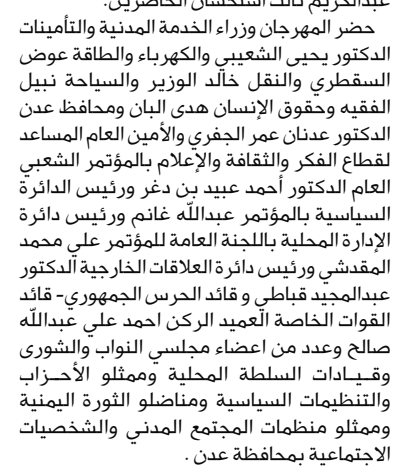 عبدالكريم نالت استحسان الحاضرين.
حضر المهرجان وزراء الخدمة المدنية والتأمينات
الدكتور يحيى الشعيبي والكهرباء والطاقة عوض
السقطري والنقل خالد الوزير والسياحة نبيل
الفقيه وحقوق الإنسان هدى البان ومحافظ عدن
الدكتور عدنان عمر الجفري والأمين العام المساعد
لقطاع الفكر والثقافة والإعلام بالمؤتمر الشعبي
العام الدكتور أحمد عبيد بن دغر ورئيس الدائرة
السياسية بالمؤتمر عبدالله غانم ورئيس دائرة
الإدارة المحلية باللجنة العامة للمؤتمر علي محمد
المقدشي ورئيس دائرة العلاقات الخارجية الدكتور
عبدالمجيد قباطي و قائد الحرس الجمهوري- قائد
القوات الخاصة العميد الركن احمد علي عبدالله
صالح وعدد من اعضاء مجلسي النواب والشورى
وقـيـادات السلطة المحلية وممثلو الأحـزاب
والتنظيمات السياسية ومناضلو الثورة اليمنية
وممثلو منظمات المجتمع المدني والشخصيات
الاجتماعية بمحافظة عدن .